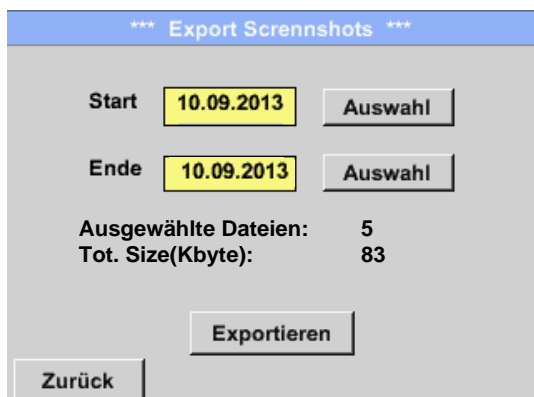 *** Export Scrennshots ***
Start 10.09.2013 Auswahl
Ende 10.09.2013 Auswahl
Ausgewählte Dateien: 5
Tot. Size(Kbyte): 83
Exportieren
Zurück